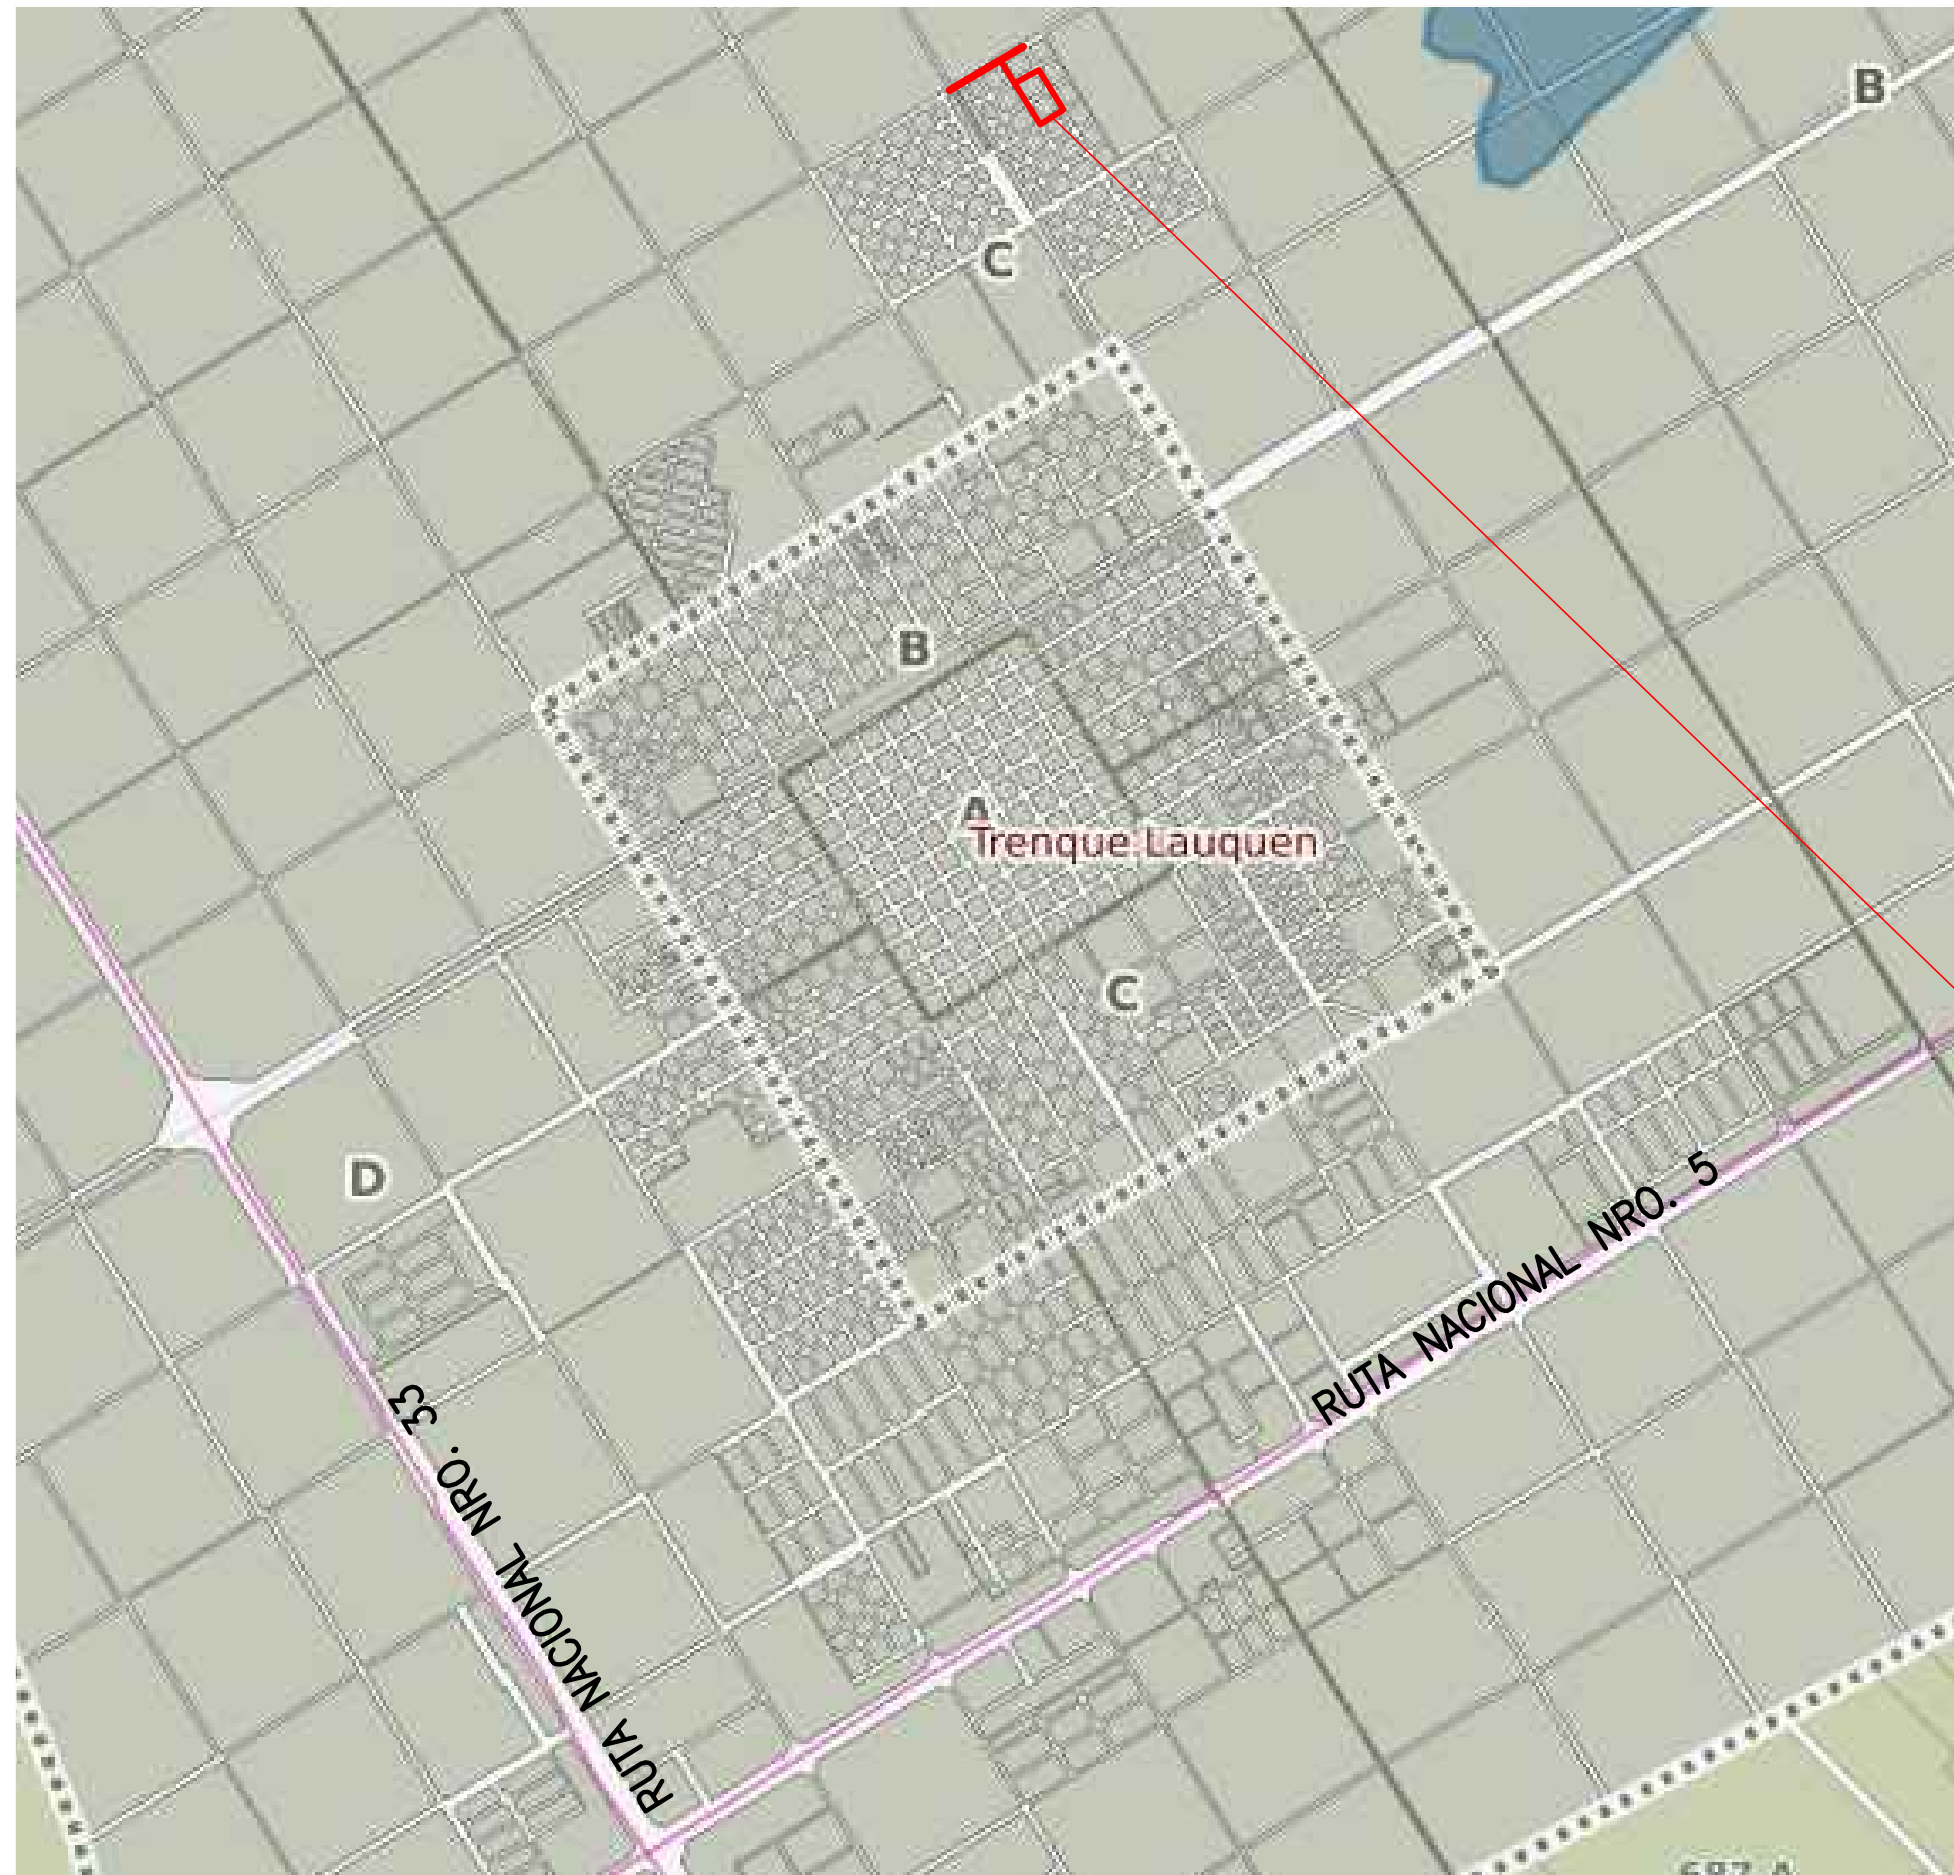 B
C
B
A
Trenque Lauquen
C
D
RUTA NACIONAL NRO. 5
RUTA NACIONAL NRO. 33